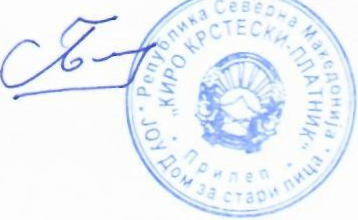 Република Северна Македонија
ЈОУ Дом за стари лица
"КИРО КРСТЕСКИ-ПЛАТНИК"
Прилеп